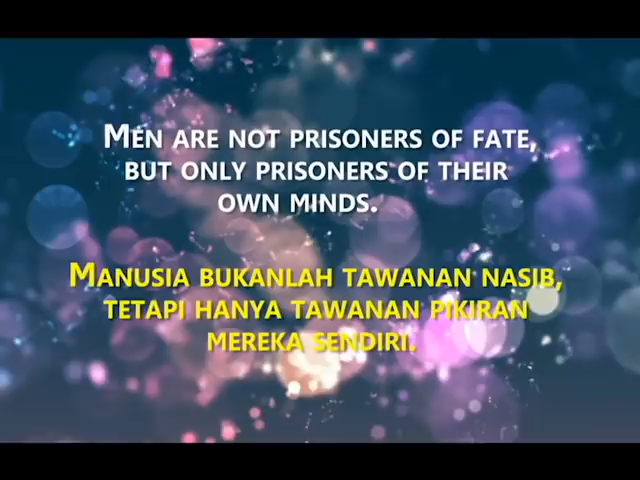 Men are not prisoners of fate,
but only prisoners of their
own minds.
Manusia bukanlah tawanan nasib,
tetapi hanya tawanan pikiran
mereka sendiri.